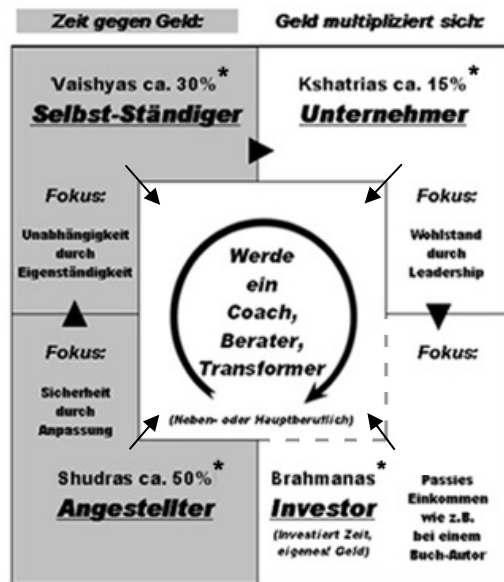 Zeit gegen Geld:
Geld multipliziert sich:
Vaishyas ca. 30%*
Selbst-Ständiger
Kshatrias ca. 15%*
Unternehmer
Fokus:
Unabhängigkeit
durch
Eigenständigkeit
Fokus:
Wohlstand
durch
Leadership
Werde
ein
Coach,
Berater,
Transformer
(Neben- oder Hauptberuflich)
Fokus:
Sicherheit
durch
Anpassung
Fokus:
Shudras ca. 50%*
Angestellter
Brahmanas*
Investor
(Investiert Zeit,
eigenes! Geld)
Passies
Einkommen
wie z.B.
bei einem
Buch-Autor